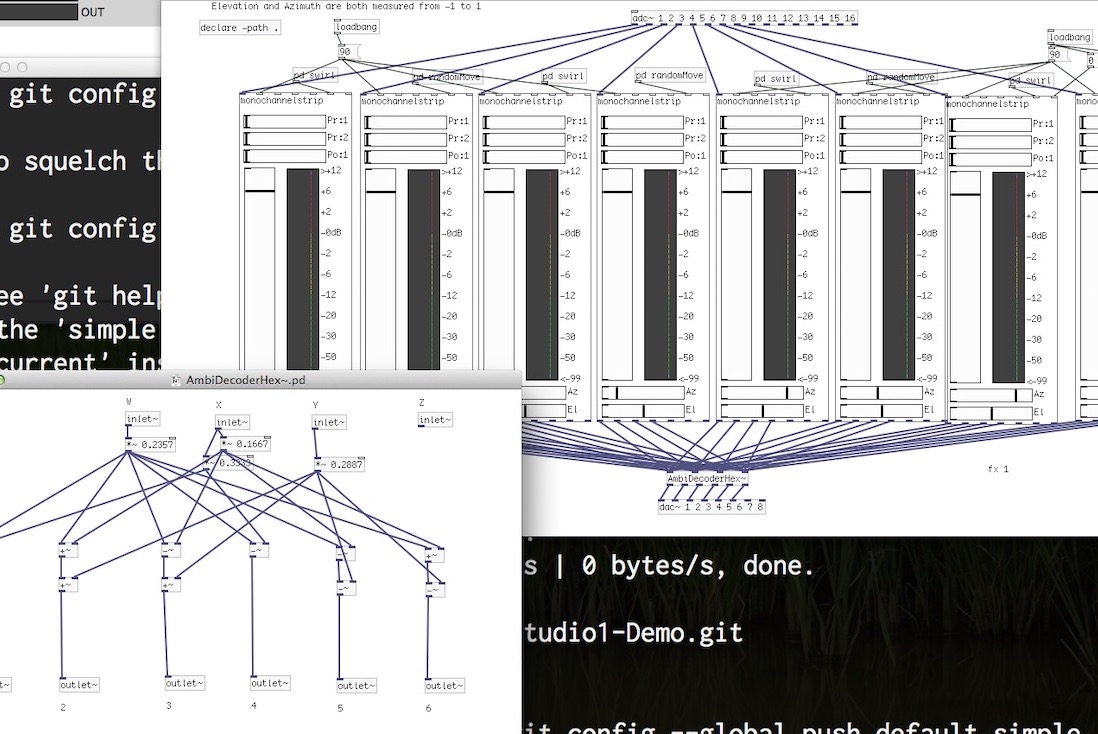 OUT
Elevation and Azimuth are both measured from -1 to 1
declare -path .
loadbang
adc~ 1 2 3 4 5 6 7 8 9 10 11 12 13 14 15 16
loadbang
90
90
0
pd swirl
pd randomMove
pd swirl
pd randomMove
pd swirl
pd randomMove
pd swirl
monochannelstrip
monochannelstrip
monochannelstrip
monochannelstrip
monochannelstrip
monochannelstrip
monochannelstrip
Pr:1 Pr:1 Pr:1 Pr:1 Pr:1 Pr:1 Pr:1
Pr:2 Pr:2 Pr:2 Pr:2 Pr:2 Pr:2 Pr:2
Po:1 Po:1 Po:1 Po:1 Po:1 Po:1 Po:1
>+12 >+12 >+12 >+12 >+12 >+12 >+12
+6 +6 +6 +6 +6 +6 +6
+2 +2 +2 +2 +2 +2 +2
-0dB -0dB -0dB -0dB -0dB -0dB -0dB
-2 -2 -2 -2 -2 -2 -2
-6 -6 -6 -6 -6 -6 -6
-12 -12 -12 -12 -12 -12 -12
-20 -20 -20 -20 -20 -20 -20
-30 -30 -30 -30 -30 -30 -30
-50 -50 -50 -50 -50 -50 -50
<-99 <-99 <-99 <-99 <-99
Az Az Az Az Az
El El El El El
AmbiDecoderHex~
dac~ 1 2 3 4 5 6 7 8
fx 1
git config
o squelch th
git config
ee 'git help
the 'simple
current' ins
AmbiDecoderHex~.pd
W X Y Z
inlet~ inlet~ inlet~ inlet~
*~ 0.2357 *~ 0.1667
*~ 0.3333 *~ 0.2887
+~ -~ -~ -~ +~
+~ +~ -~ -~
outlet~ outlet~ outlet~ outlet~ outlet~
2 3 4 5 6
s | 0 bytes/s, done.
tudio1-Demo.git
it config --global push.default simple